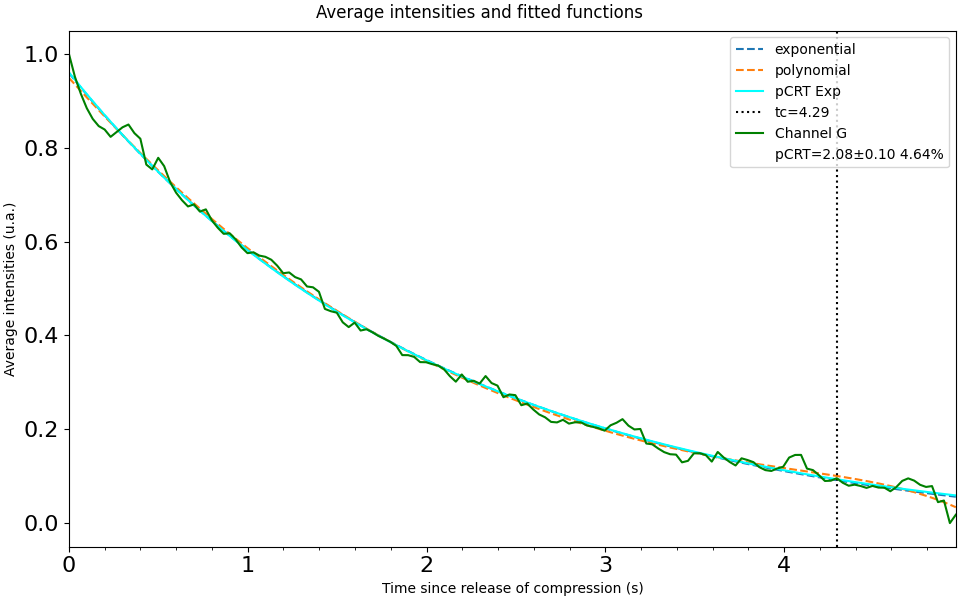 Average intensities and fitted functions
exponential
polynomial
pCRT Exp
tc=4.29
Channel G
pCRT=2.08±0.10 4.64%
Average intensities (u.a.)
1.0
0.8
0.6
0.4
0.2
0.0
0 1 2 3 4
Time since release of compression (s)